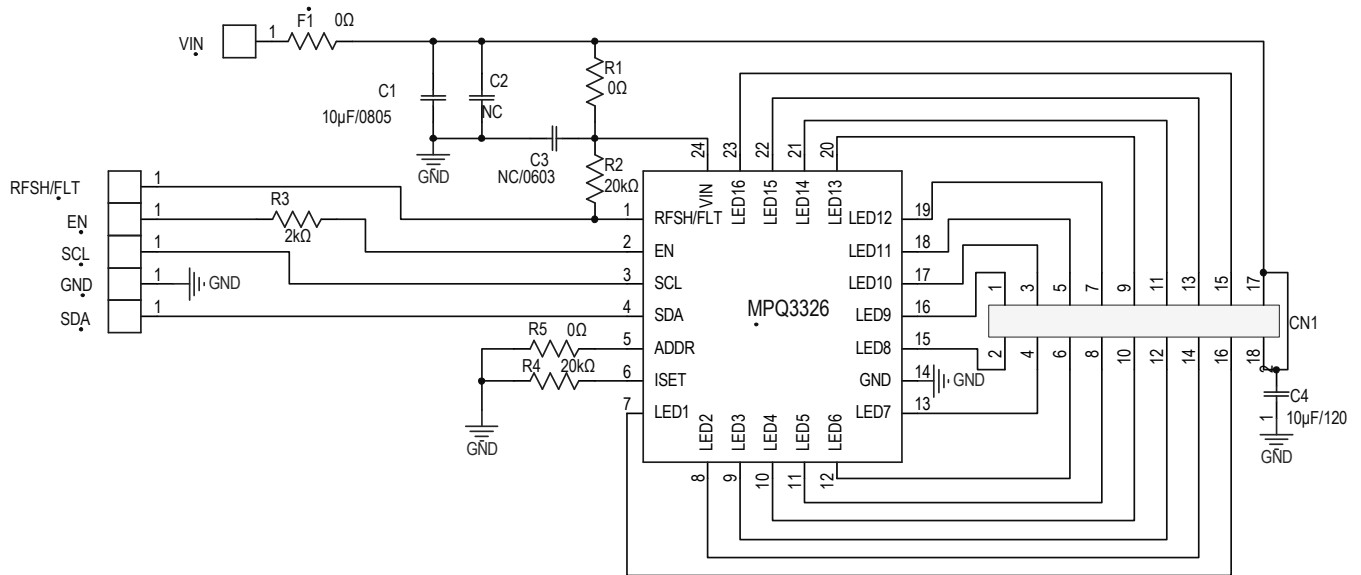 F1 0Ω
VIN 1
R1
0Ω
C1
10µF/0805
C2
NC
C3
NC/0603
GND
R2
20kΩ
24 23 22 21 20
VIN LED16 LED15 LED14 LED13
RFSH/FLT 1
EN 1
R3
2kΩ
SCL 1
GND 1 GND
SDA 1
1 RFSH/FLT
2 EN
3 SCL
4 SDA
5 ADDR
6 ISET
7 LED1
MPQ3326
LED12 19
LED11 18
LED10 17
LED9 16
LED8 15
GND 14 GND
LED7 13
R5 0Ω
R4 20kΩ
GND
LED2 LED3 LED4 LED5 LED6
8 9 10 11 12
1 3 5 7 9 11 13 15 17
CN1
2 4 6 8 10 12 14 16 18
2
C4
10µF/120
1
GND